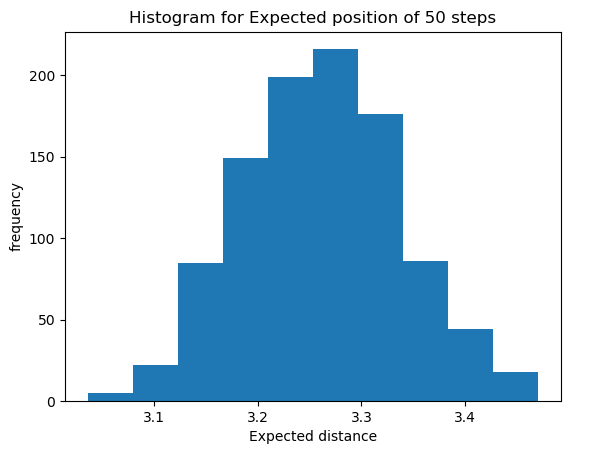 Histogram for Expected position of 50 steps
200
150
100
50
0
frequency
3.1 3.2 3.3 3.4
Expected distance